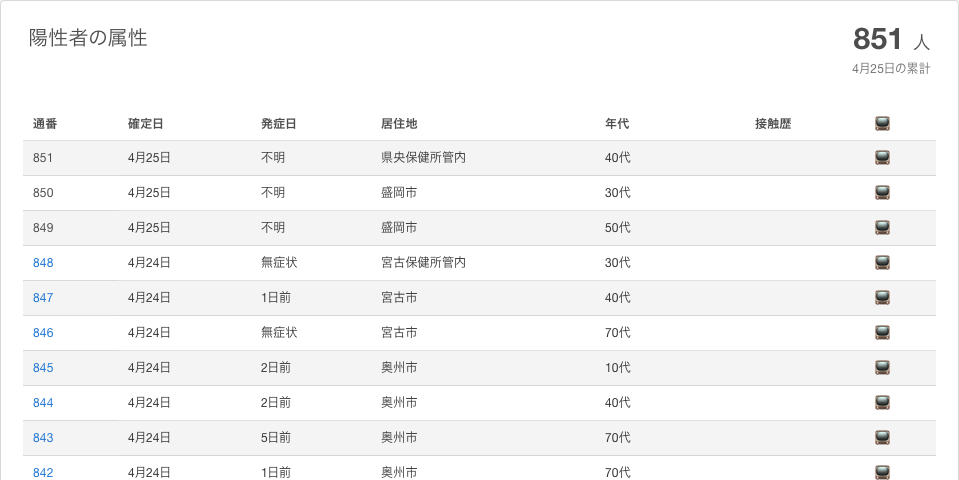 陽性者の属性
851 人
4月25日の累計
通番 確定日 発症日 居住地 年代 接触歴 📺
851 4月25日 不明 県央保健所管内 40代 📺
850 4月25日 不明 盛岡市 30代 📺
849 4月25日 不明 盛岡市 50代 📺
848 4月24日 無症状 宮古保健所管内 30代 📺
847 4月24日 1日前 宮古市 40代 📺
846 4月24日 無症状 宮古市 70代 📺
845 4月24日 2日前 奥州市 10代 📺
844 4月24日 2日前 奥州市 40代 📺
843 4月24日 5日前 奥州市 70代 📺
842 4月24日 1日前 奥州市 70代 📺